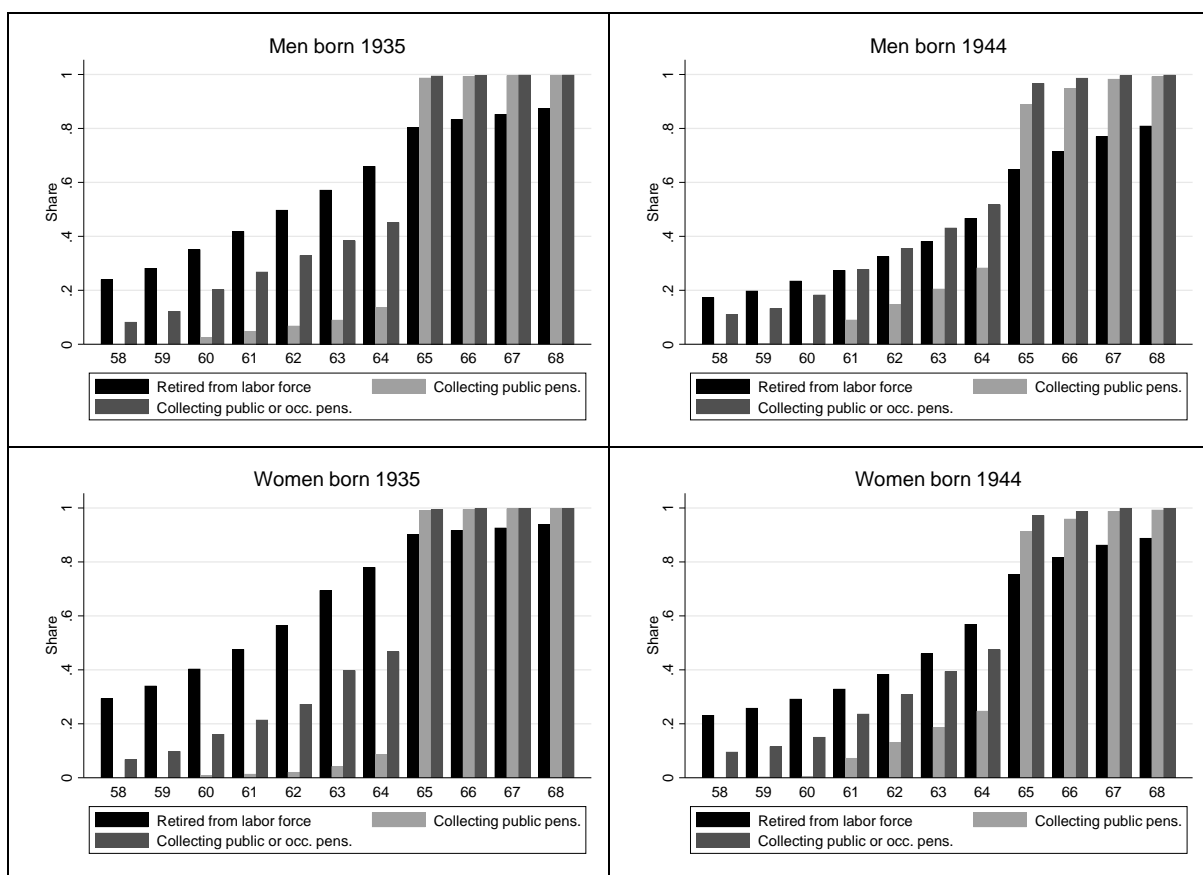 Men born 1935
Share
0 .2 .4 .6 .8 1
58 59 60 61 62 63 64 65 66 67 68
Retired from labor force Collecting public pens.
Collecting public or occ. pens.
Men born 1944
Share
0 .2 .4 .6 .8 1
58 59 60 61 62 63 64 65 66 67 68
Retired from labor force Collecting public pens.
Collecting public or occ. pens.
Women born 1935
Share
0 .2 .4 .6 .8 1
58 59 60 61 62 63 64 65 66 67 68
Retired from labor force Collecting public pens.
Collecting public or occ. pens.
Women born 1944
Share
0 .2 .4 .6 .8 1
58 59 60 61 62 63 64 65 66 67 68
Retired from labor force Collecting public pens.
Collecting public or occ. pens.